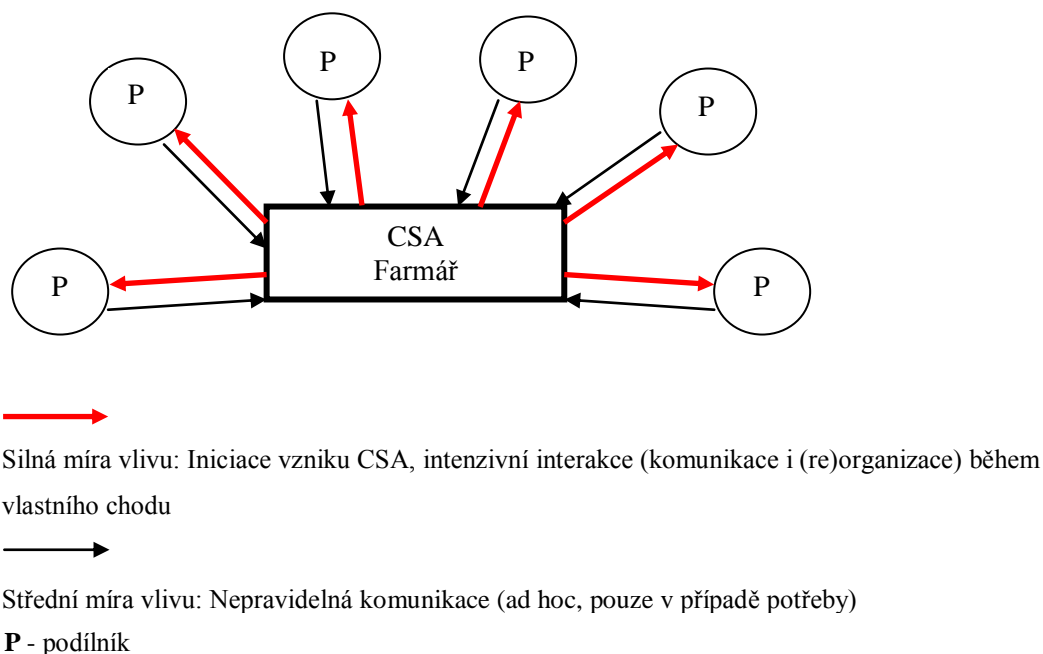 P
P
P
P
P
P
CSA
Farmář
Silná míra vlivu: Iniciace vzniku CSA, intenzivní interakce (komunikace i (re)organizace) během
vlastního chodu
Střední míra vlivu: Nepravidelná komunikace (ad hoc, pouze v případě potřeby)
P - podílník